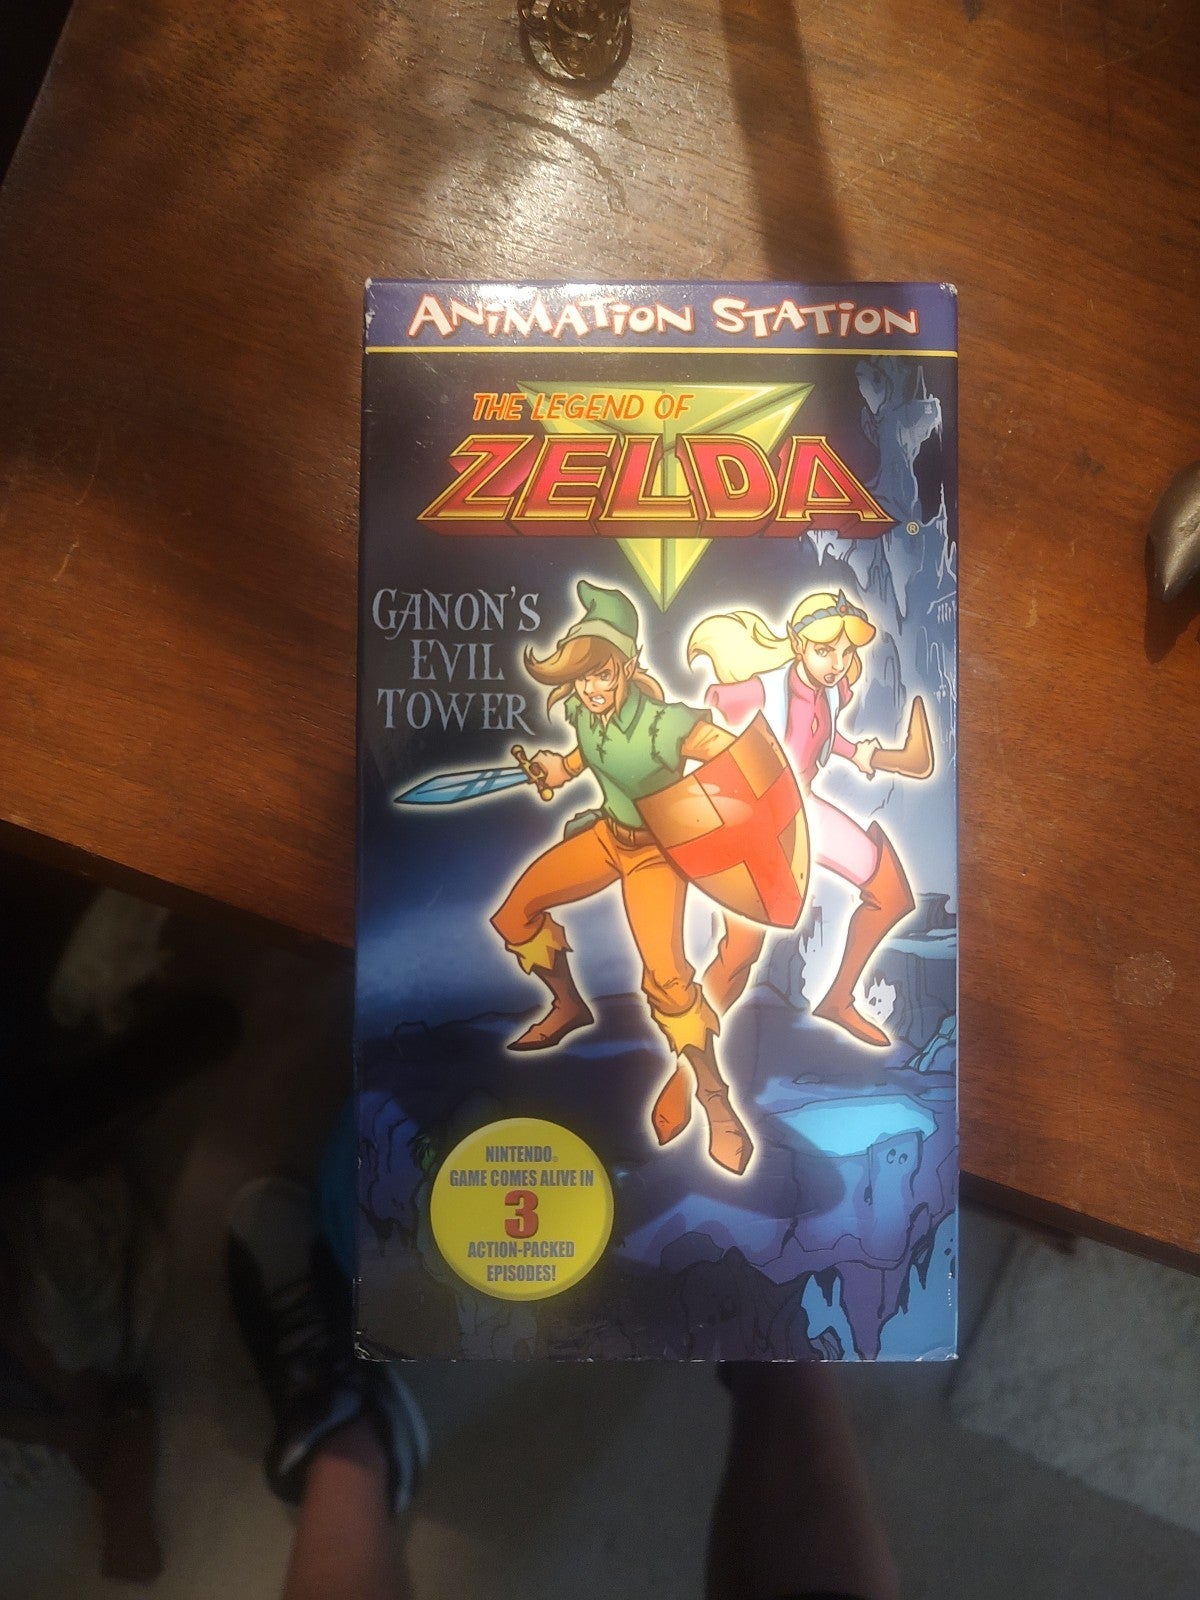 ANiMATiON STATiON
THE LEGEND OF
ZELDA®
GANON'S
EVIL
TOWER
NINTENDO®
GAME COMES ALIVE IN
3
ACTION-PACKED
EPISODES!